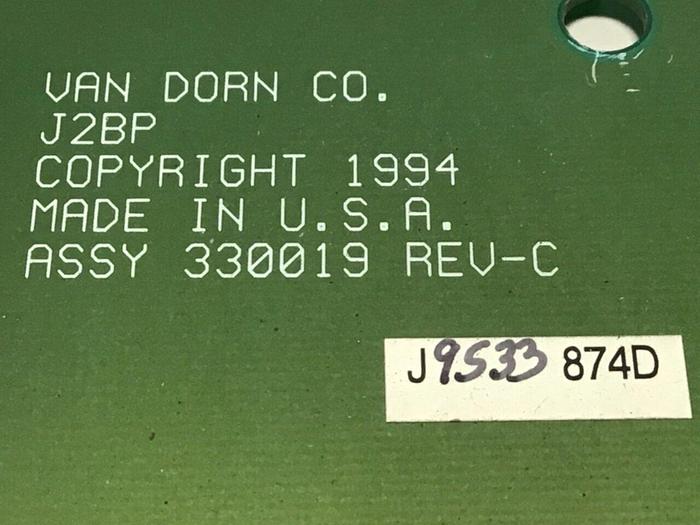 VAN DORN CO.
J2BP
COPYRIGHT 1994
MADE IN U.S.A.
ASSY 330019 REV-C
J9533 874D